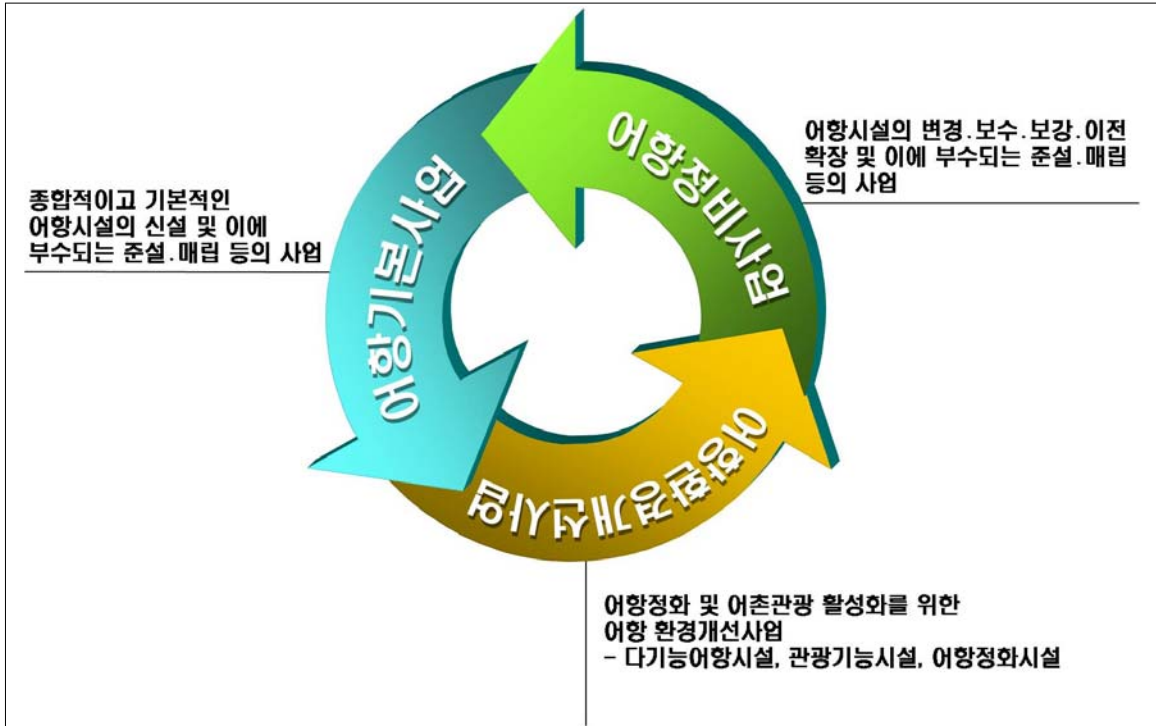 어항정비사업
어항시설의 변경.보수.보강.이전
확장 및 이에 부수되는 준설.매립
등의 사업
어항기본사업
종합적이고 기본적인
어항시설의 신설 및 이에
부수되는 준설.매립 등의 사업
어항환경개선사업
어항정화 및 어촌관광 활성화를 위한
어항 환경개선사업
- 다기능어항시설, 관광기능시설, 어항정화시설